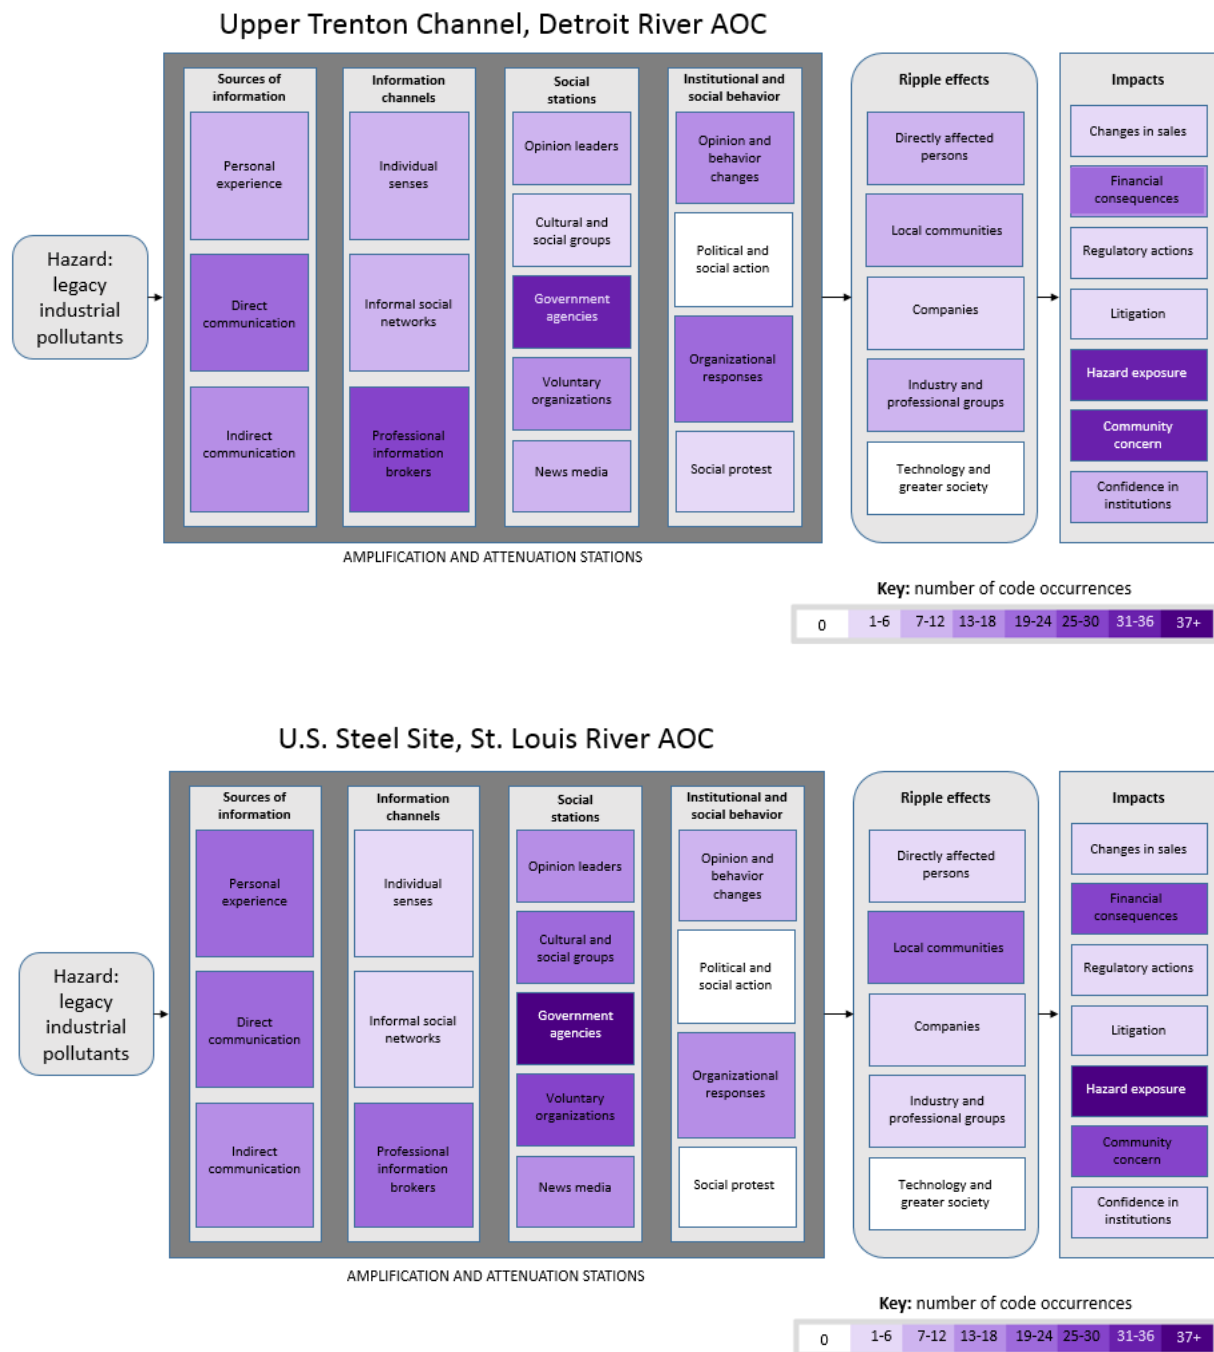 Upper Trenton Channel, Detroit River AOC
Hazard:
legacy
industrial
pollutants
Sources of
information
Personal
experience
Direct
communication
Indirect
communication
Information
channels
Individual
senses
Informal social
networks
Professional
information
brokers
Social
stations
Opinion leaders
Cultural and
social groups
Government
agencies
Voluntary
organizations
News media
Institutional and
social behavior
Opinion and
behavior
changes
Political and
social action
Organizational
responses
Social protest
AMPLIFICATION AND ATTENUATION STATIONS
Ripple effects
Directly affected
persons
Local communities
Companies
Industry and
professional groups
Technology and
greater society
Impacts
Changes in sales
Financial
consequences
Regulatory actions
Litigation
Hazard exposure
Community
concern
Confidence in
institutions
Key: number of code occurrences
0 1-6 7-12 13-18 19-24 25-30 31-36 37+
U.S. Steel Site, St. Louis River AOC
Hazard:
legacy
industrial
pollutants
Sources of
information
Personal
experience
Direct
communication
Indirect
communication
Information
channels
Individual
senses
Informal social
networks
Professional
information
brokers
Social
stations
Opinion leaders
Cultural and
social groups
Government
agencies
Voluntary
organizations
News media
Institutional and
social behavior
Opinion and
behavior
changes
Political and
social action
Organizational
responses
Social protest
AMPLIFICATION AND ATTENUATION STATIONS
Ripple effects
Directly affected
persons
Local communities
Companies
Industry and
professional groups
Technology and
greater society
Impacts
Changes in sales
Financial
consequences
Regulatory actions
Litigation
Hazard exposure
Community
concern
Confidence in
institutions
Key: number of code occurrences
0 1-6 7-12 13-18 19-24 25-30 31-36 37+